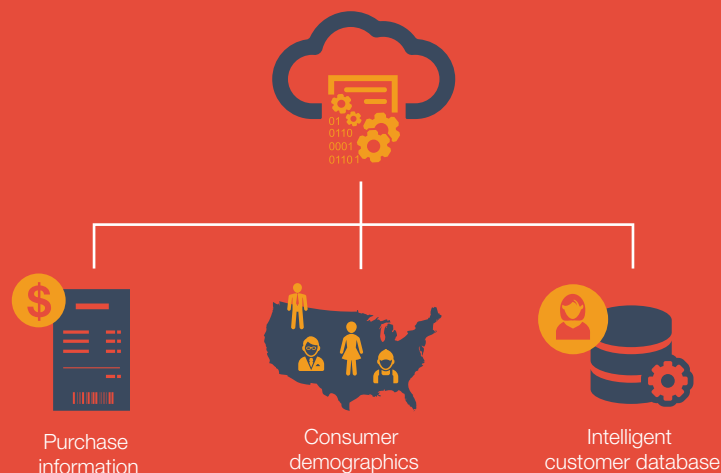 01
0110
0001
0110 1
$
Purchase
information
Consumer
demographics
Intelligent
customer database